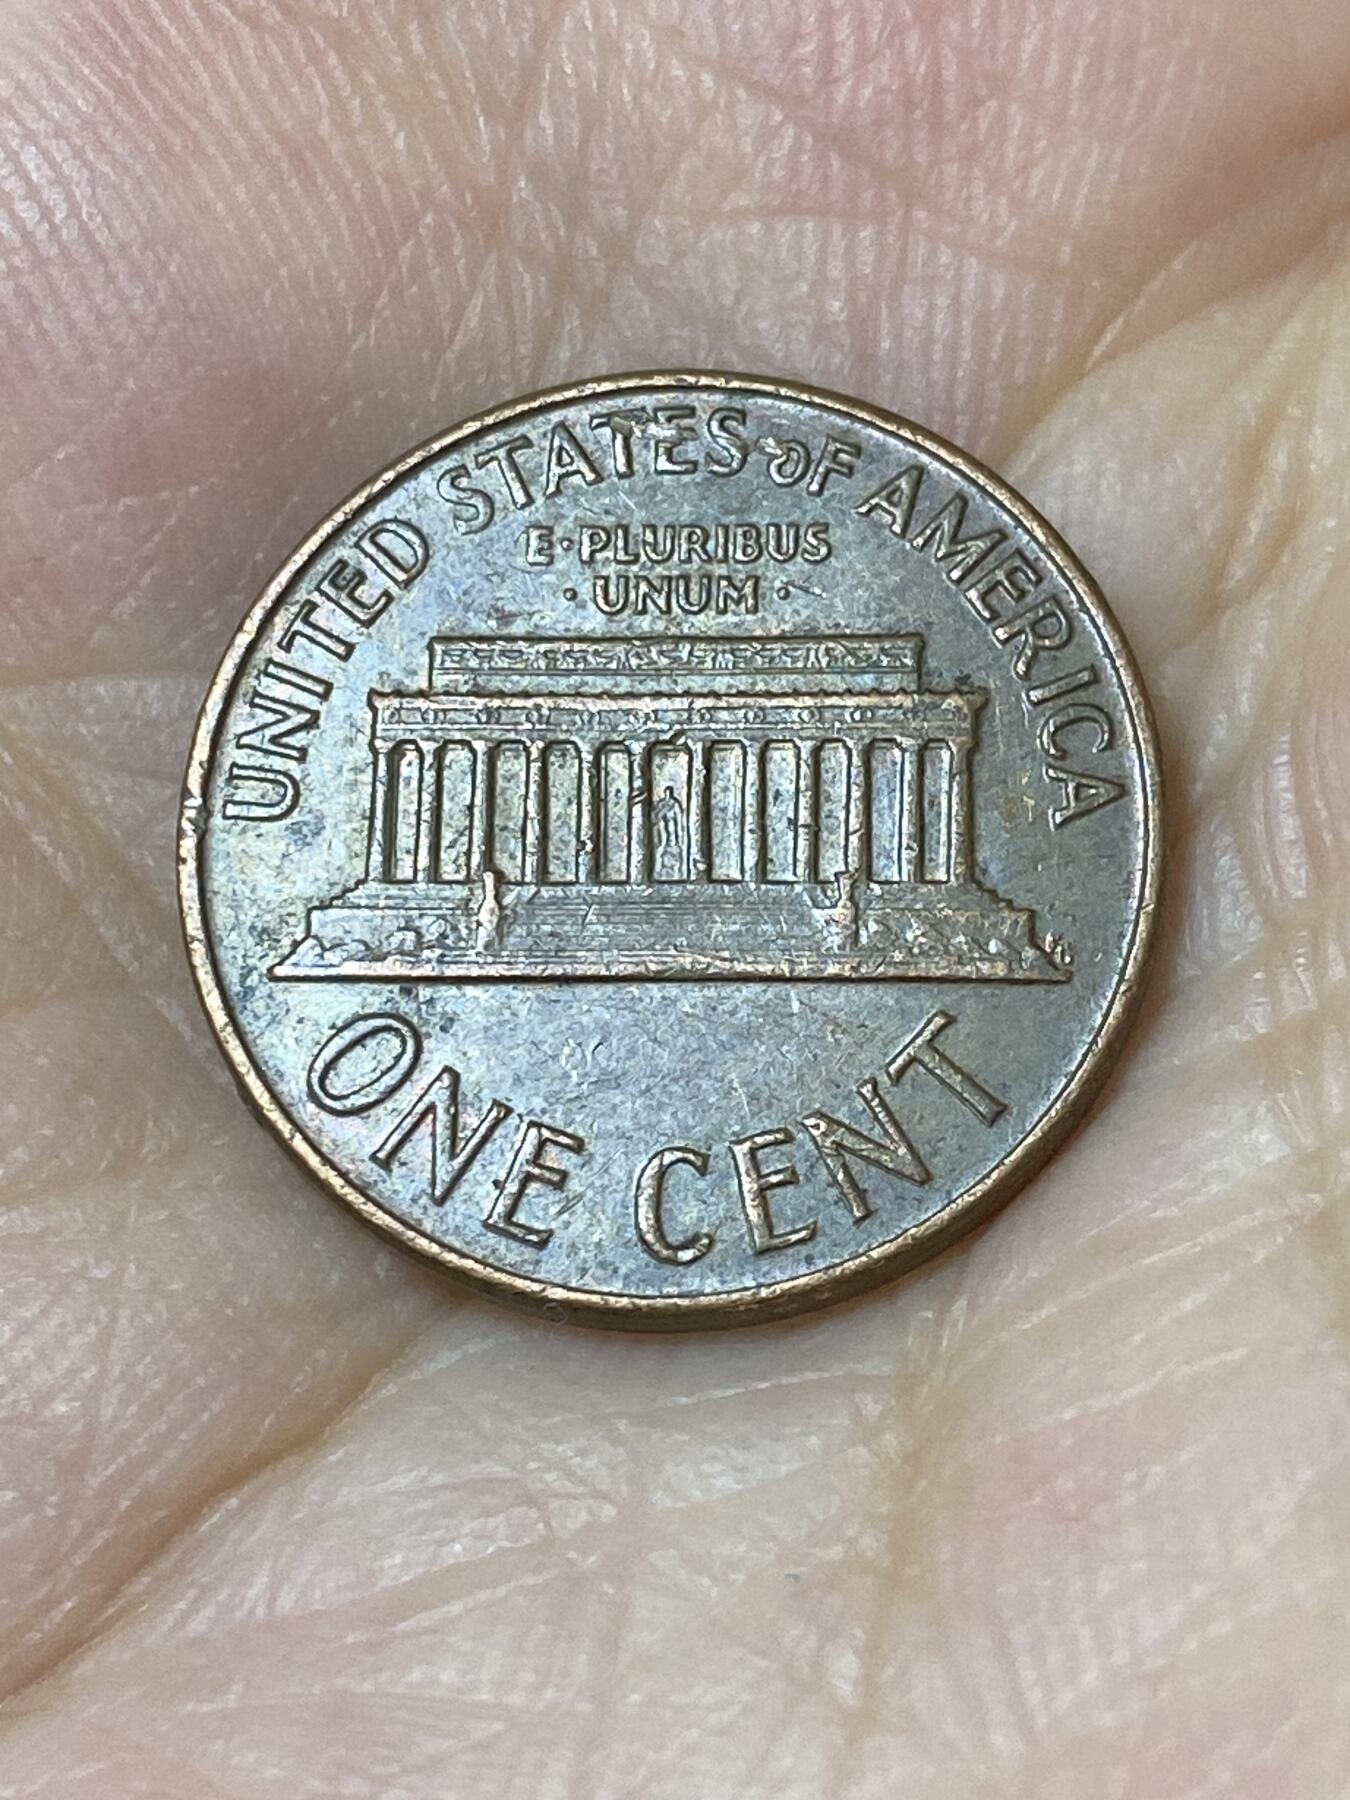 UNITED STATES OF AMERICA
E·PLURIBUS
·UNUM·
ONE CENT